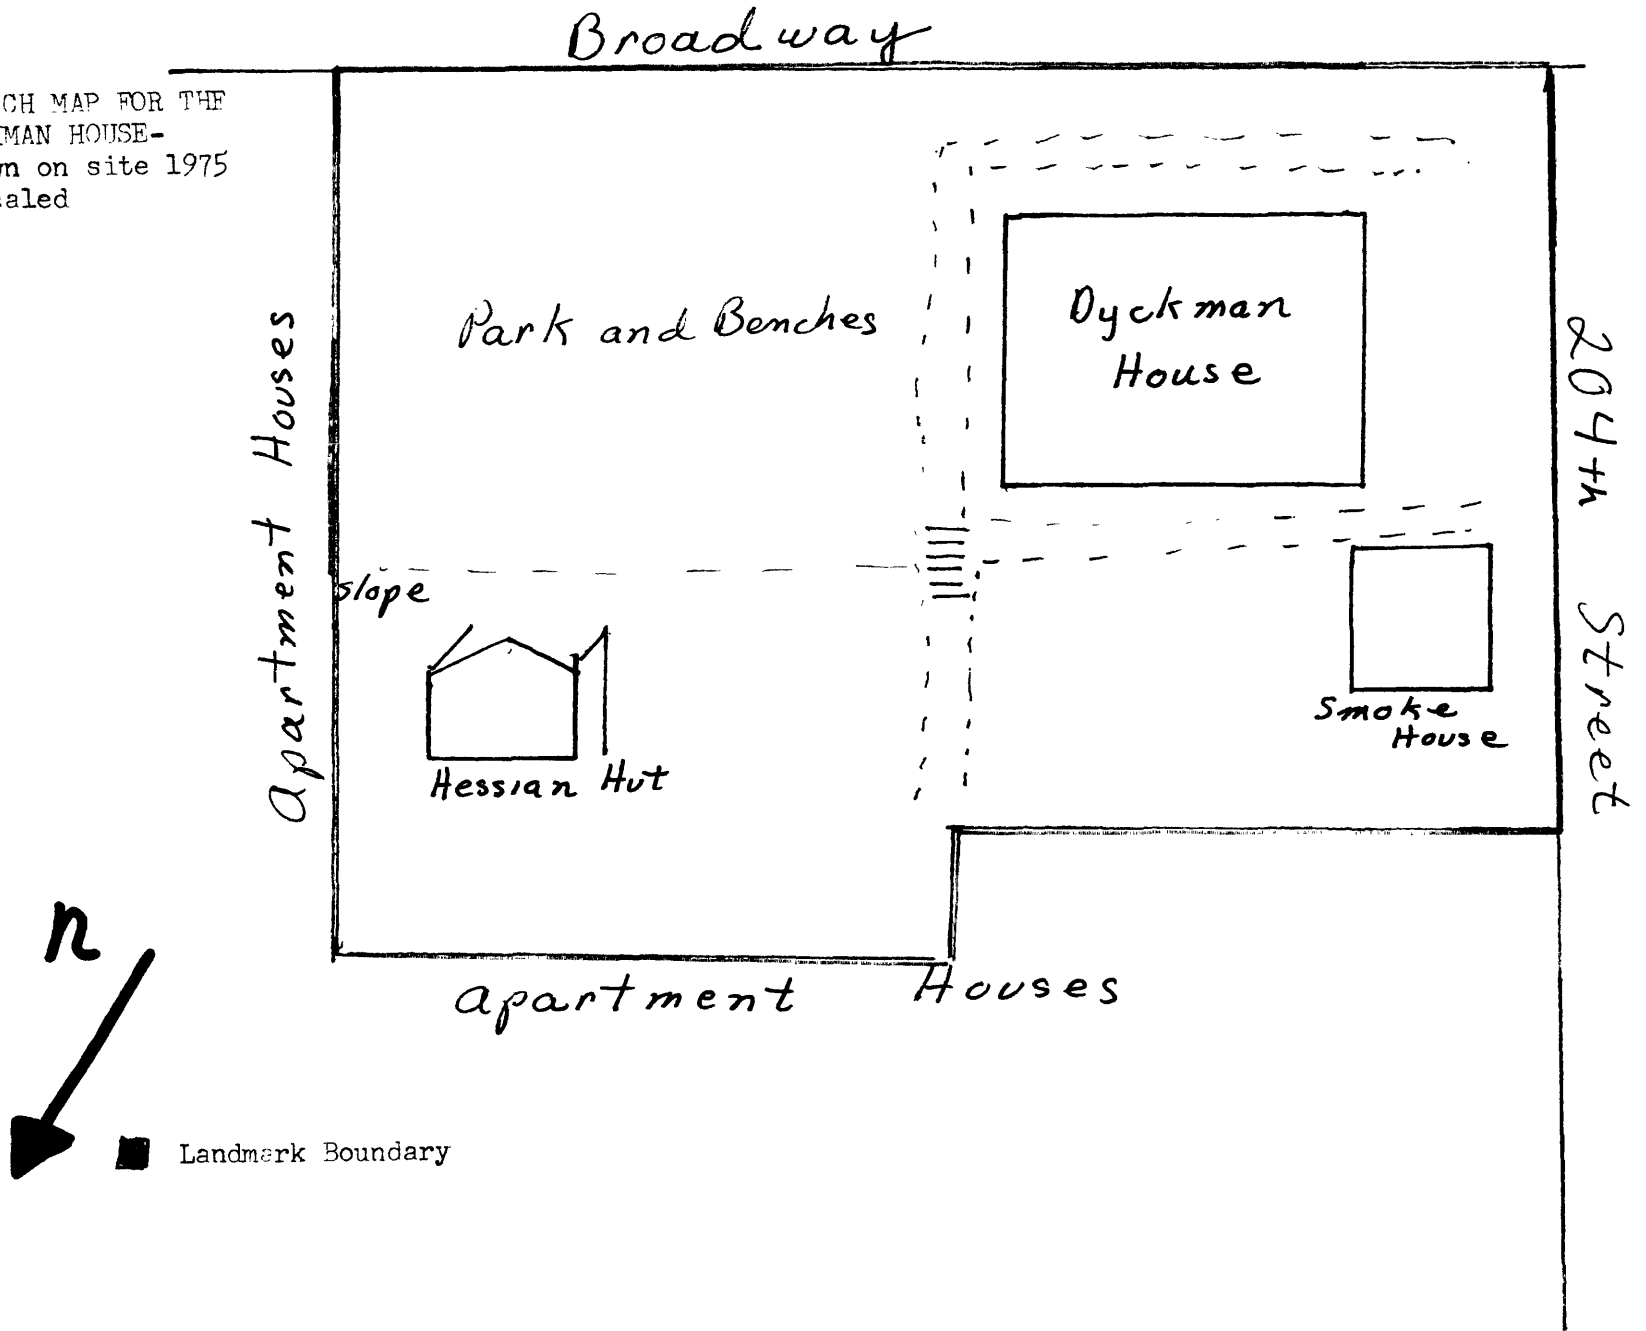 Broadway
CH MAP FOR THE
MAN HOUSE-
n on site 1975
aled
Park and Benches
Dyckman
House
Apartment Houses
204th Street
slope
Hessian Hut
Smoke
House
Apartment Houses
n
Landmark Boundary